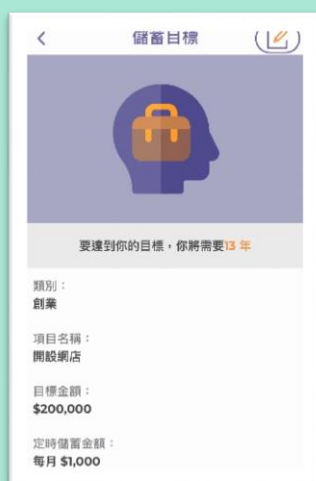 儲蓄目標
要達到你的目標，你將需要13 年
類別：
創業
項目名稱：
開設網店
目標金額：
$200,000
定時儲蓄金額：
每月 $1,000